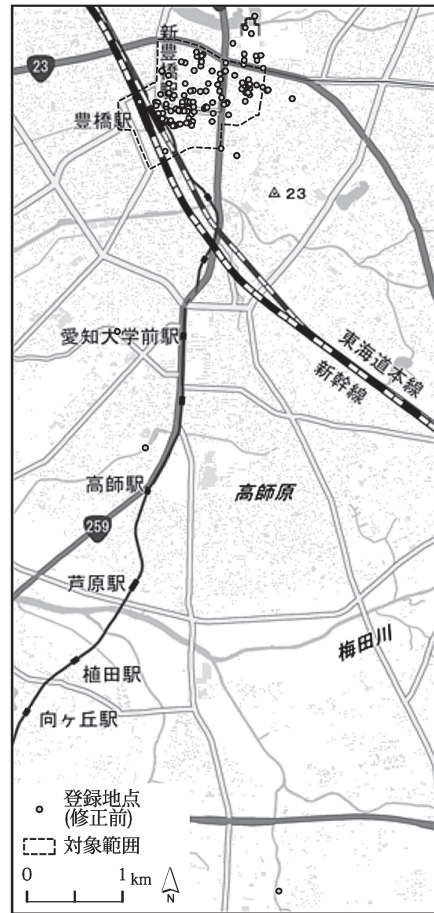 23
新豊橋
豊橋駅
23
愛知大学前駅
東海道本線
新幹線
高師駅
高師原
259
芦原駅
梅田川
植田駅
向ヶ丘駅
登録地点
(修正前)
対象範囲
0 1 km
N